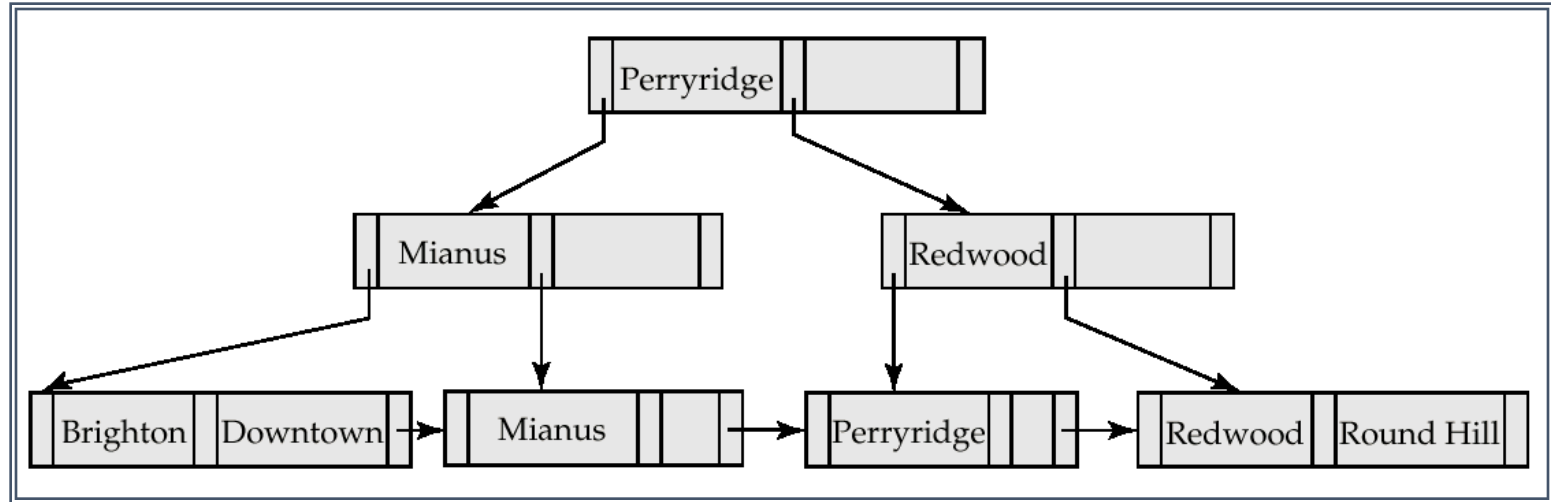 Perryridge
Mianus
Redwood
Brighton
Downtown
Mianus
Perryridge
Redwood
Round Hill